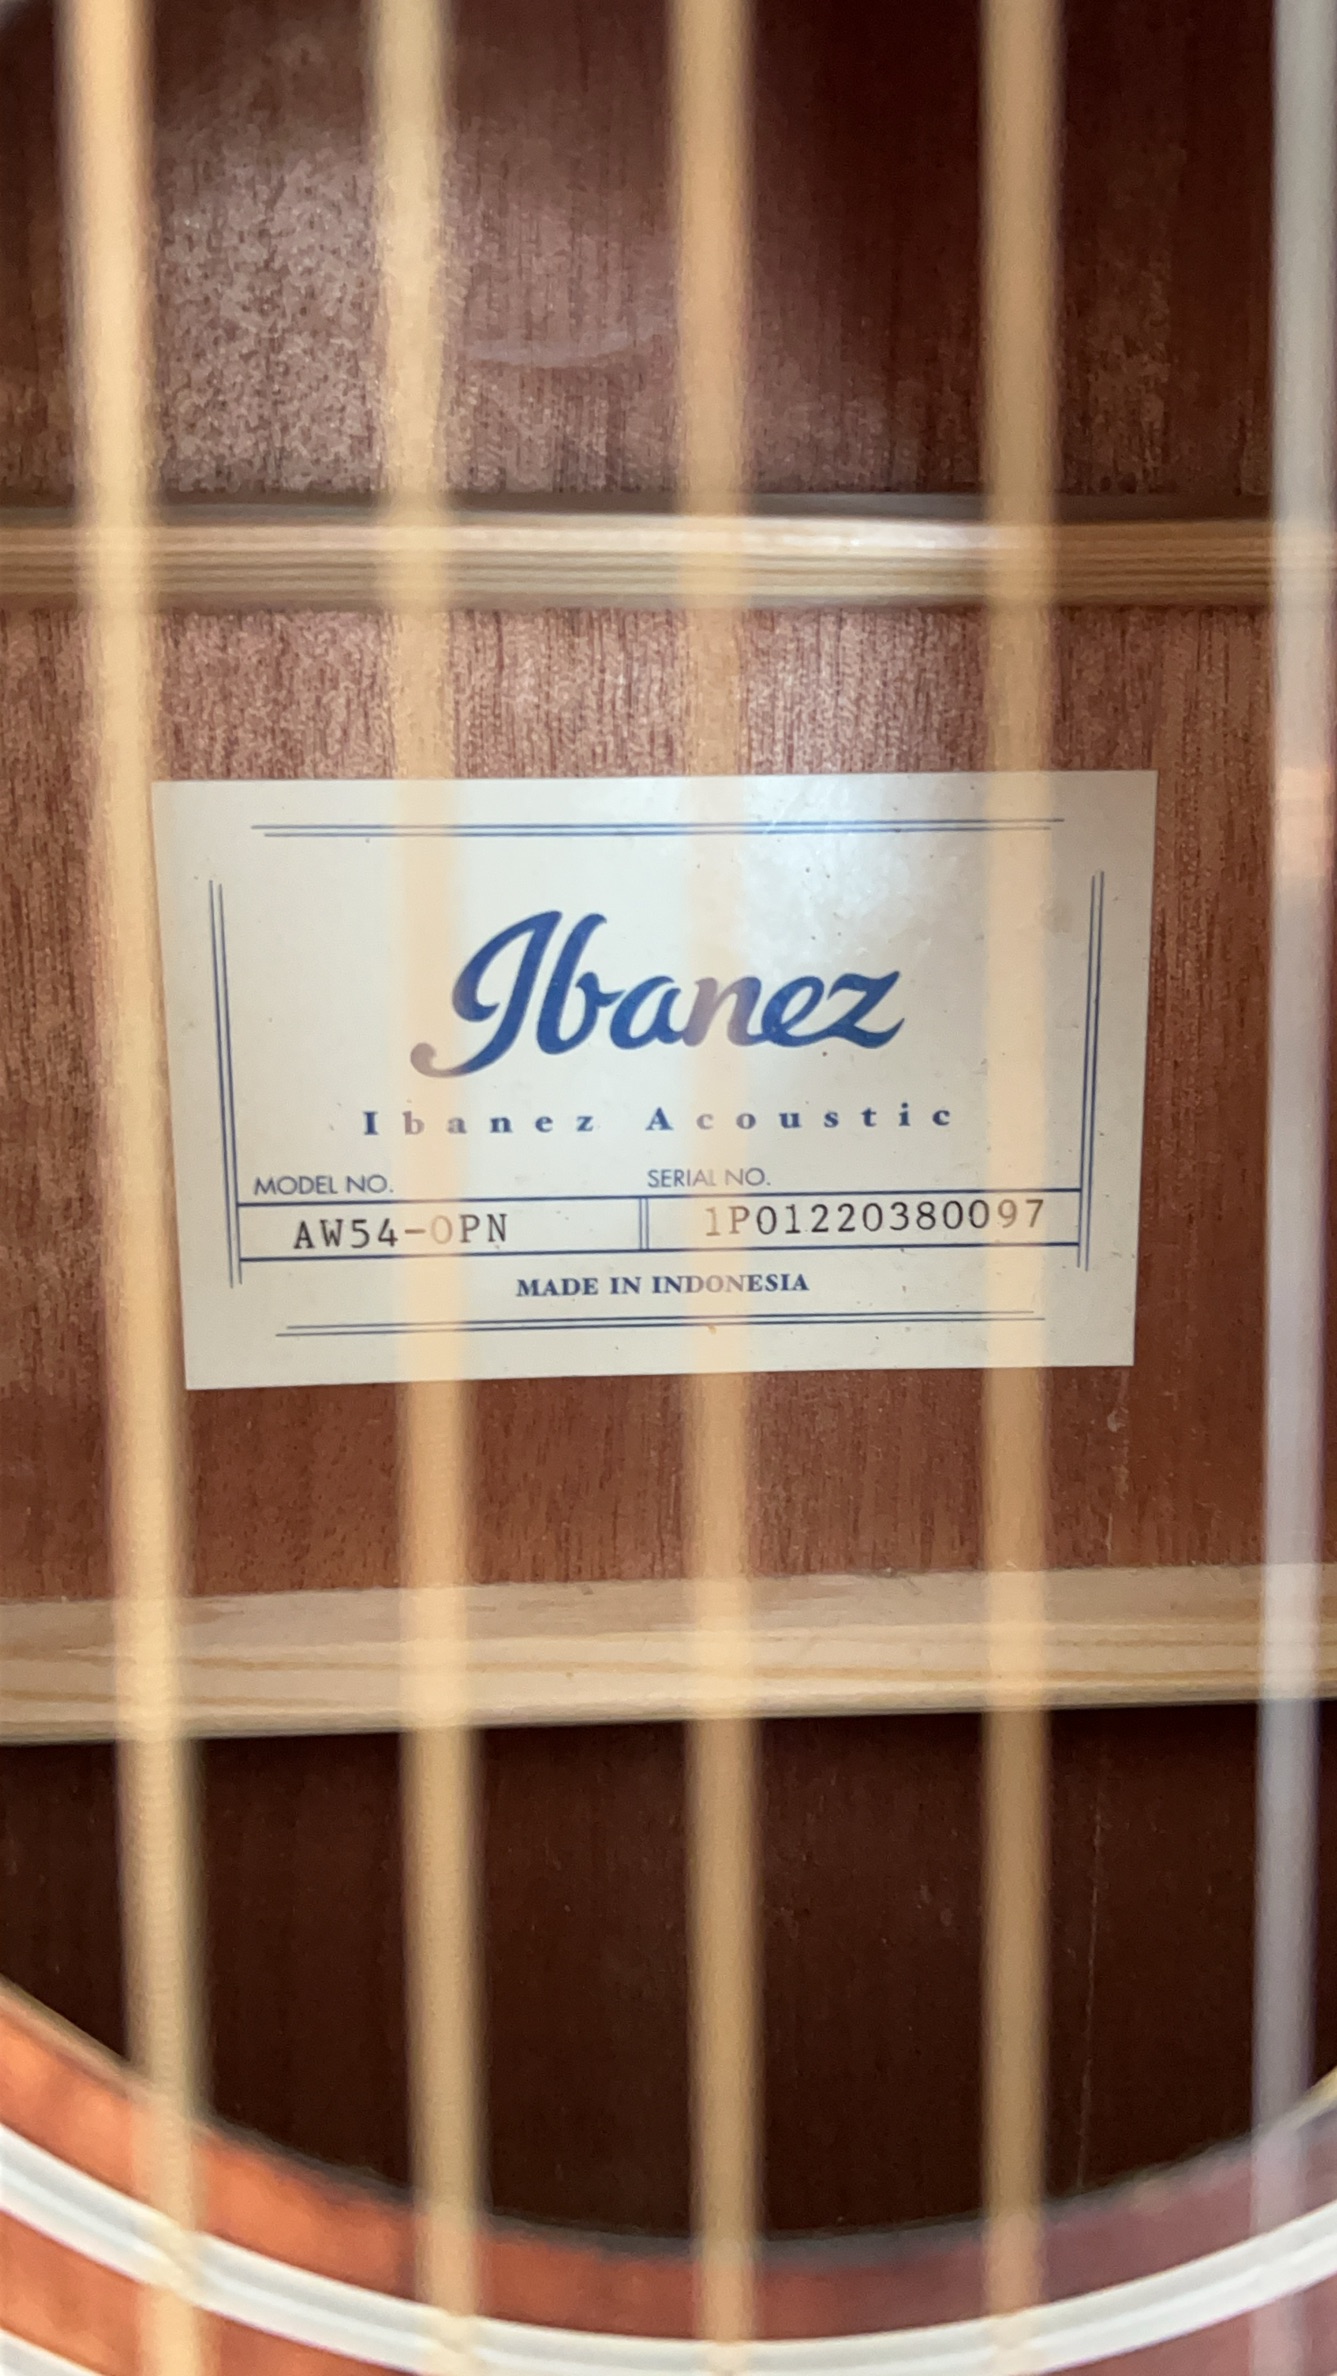 Ibanez
Ibanez Acoustic
MODEL NO. SERIAL NO.
AW54-OPN 1P01220380097
MADE IN INDONESIA